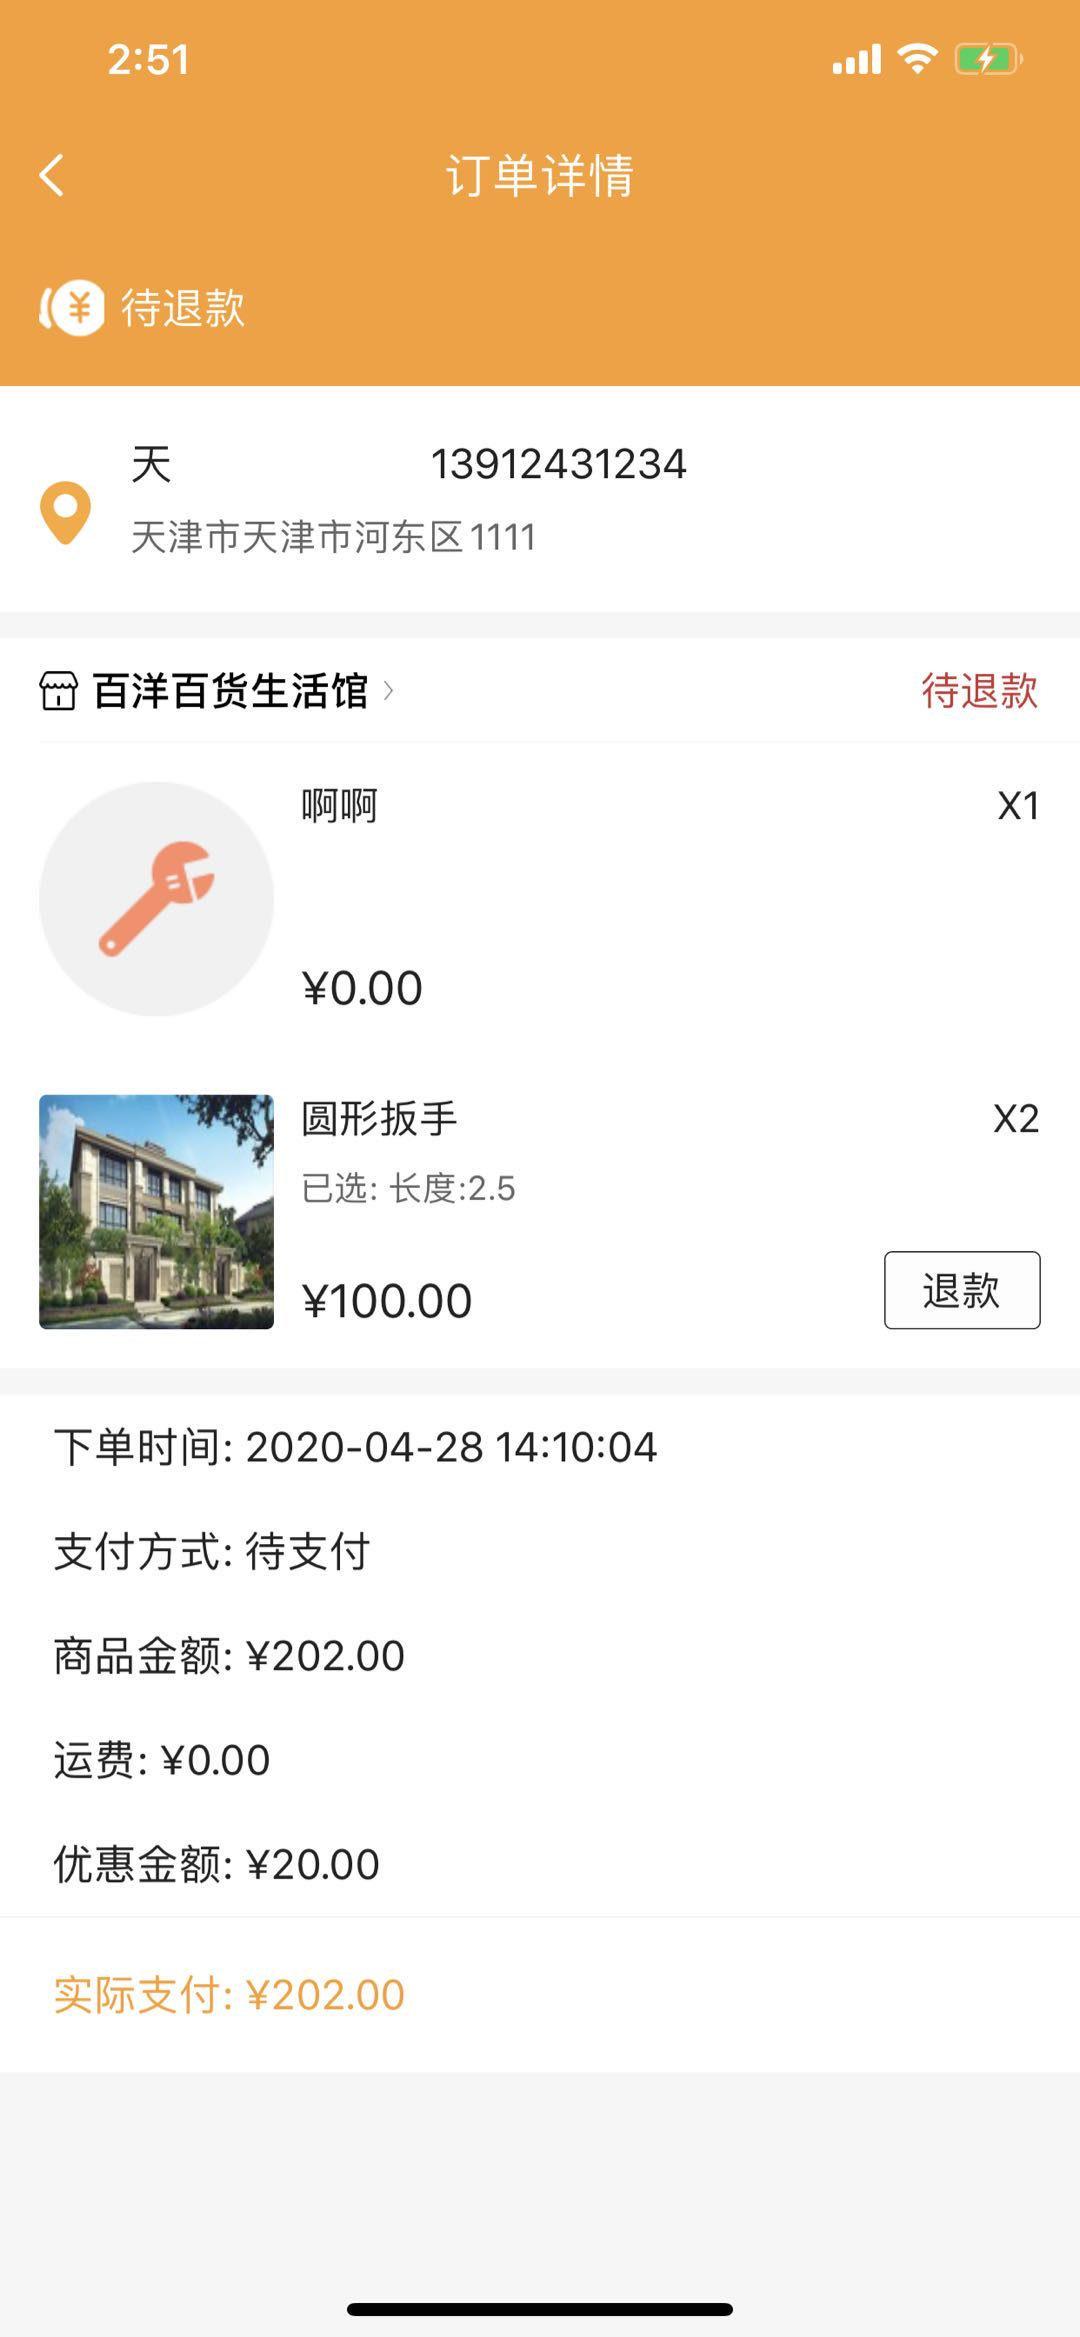 2:51
订单详情
¥ 待退款
天 13912431234
天津市天津市河东区1111
百洋百货生活馆 待退款
啊啊 X1
¥0.00
圆形扳手 X2
已选: 长度:2.5
¥100.00 退款
下单时间: 2020-04-28 14:10:04
支付方式: 待支付
商品金额: ¥202.00
运费: ¥0.00
优惠金额: ¥20.00
实际支付: ¥202.00